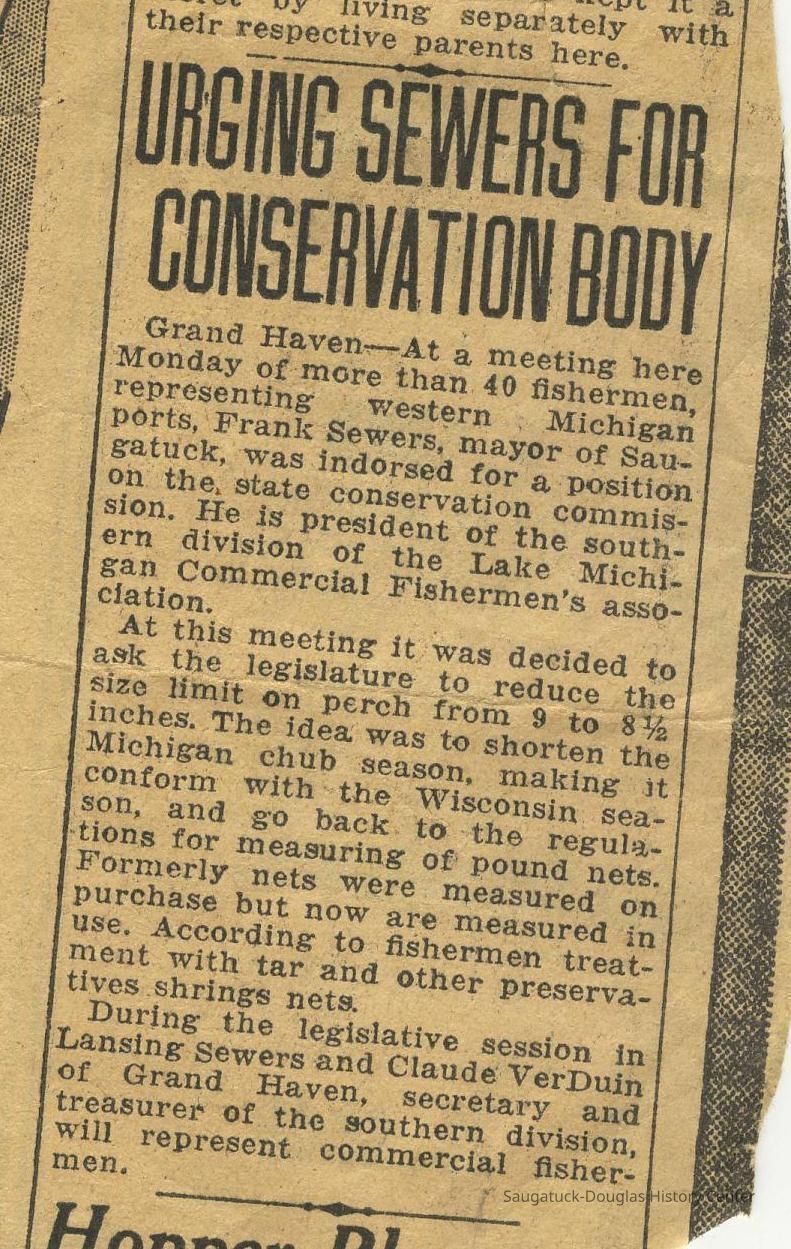 by living separately with
their respective parents here.
URGING SEWERS FOR
CONSERVATION BODY
Grand Haven—At a meeting here
Monday of more than 40 fishermen,
representing western Michigan
ports, Frank Sewers, mayor of Sau-
gatuck, was indorsed for a position
on the state conservation commis-
sion. He is president of the south-
ern division of the Lake Michi-
gan Commercial Fishermen's asso-
ciation.
At this meeting it was decided to
ask the legislature to reduce the
size limit on perch from 9 to 8½
inches. The idea was to shorten the
Michigan chub season, making it
conform with the Wisconsin sea-
son, and go back to the regula-
tions for measuring of pound nets.
Formerly nets were measured on
purchase but now are measured in
use. According to fishermen treat-
ment with tar and other preserva-
tives shrings nets.
During the legislative session in
Lansing Sewers and Claude VerDuin
of Grand Haven, secretary and
treasurer of the southern division,
will represent commercial fisher-
men.
Saugatuck-Douglas History Center
Hopper